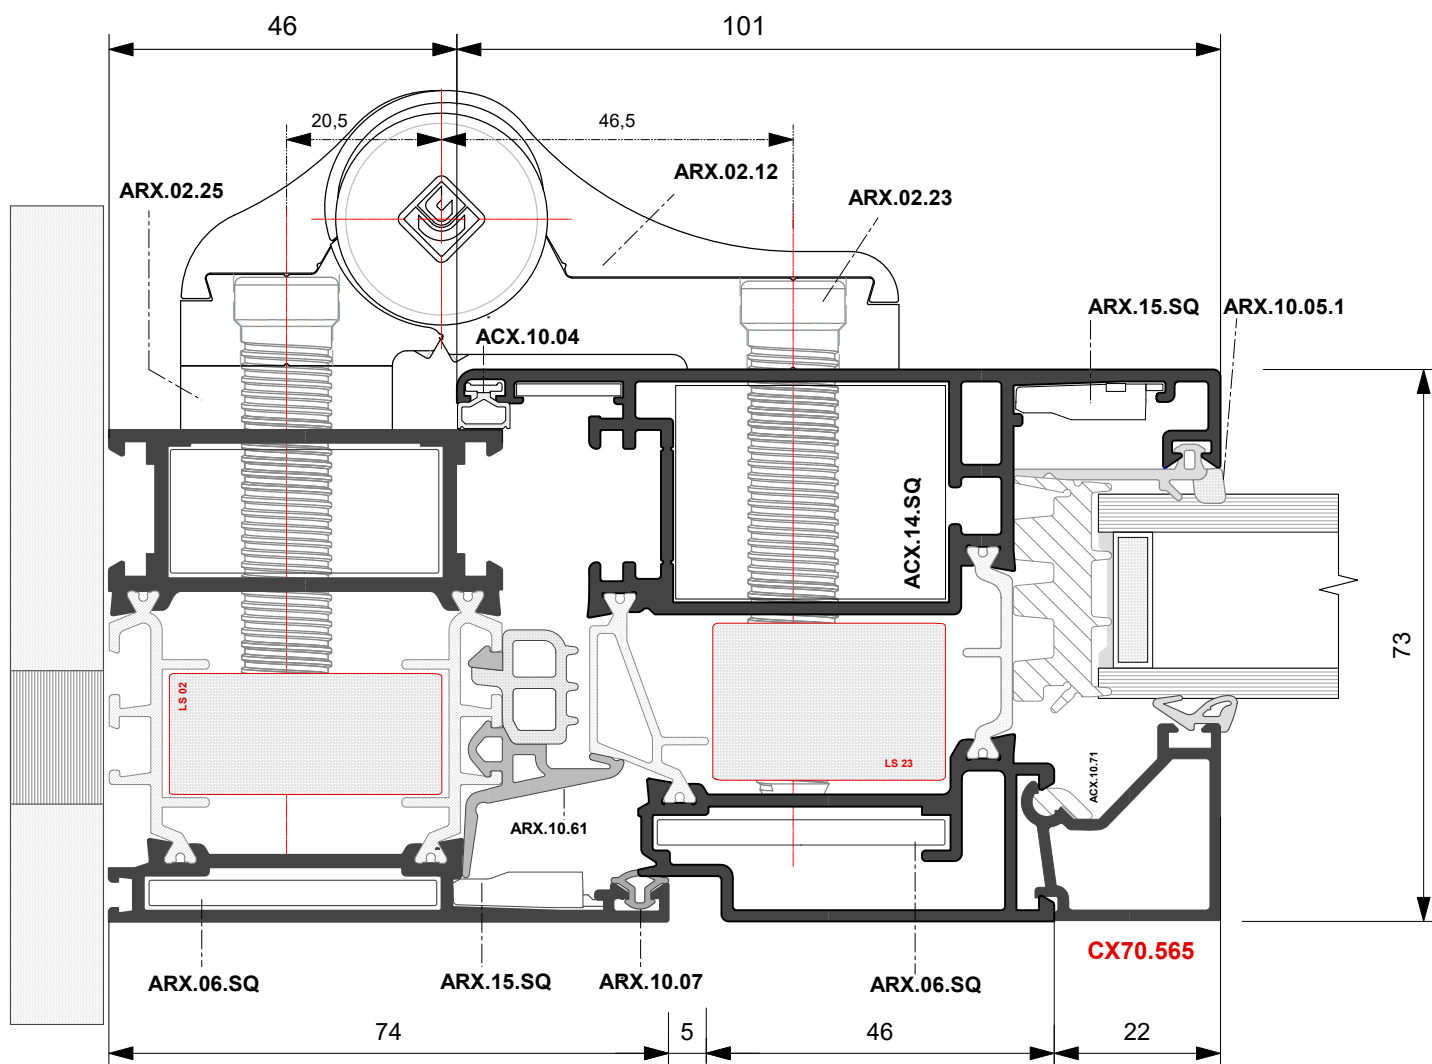 46
101
20,5
46,5
ARX.02.12
ARX.02.25
ARX.02.23
ARX.15.SQ
ARX.10.05.1
ACX.10.04
ACX.14.SQ
73
LS 02
LS 23
ACX.10.71
ARX.10.61
CX70.565
ARX.06.SQ
ARX.15.SQ
ARX.10.07
ARX.06.SQ
74
5
46
22